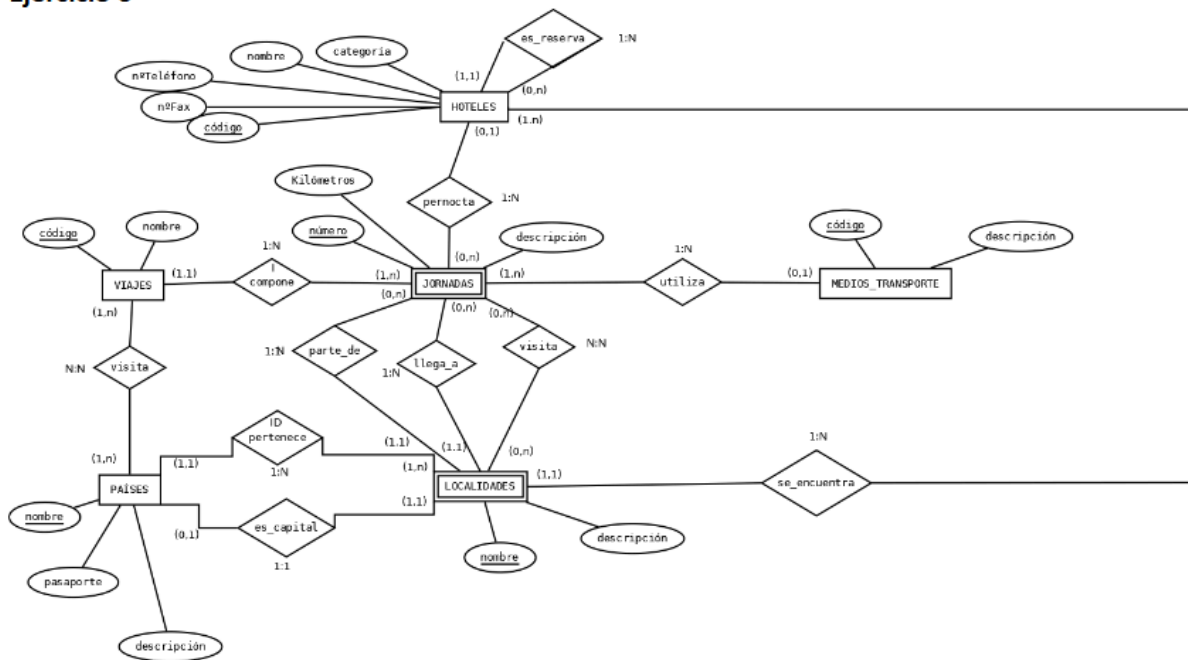 es_reserva
1:N
categoría
nombre
nºTeléfono
nºFax
código
(1,1)
(0,n)
HOTELES
(0,1)
(1.n)
Kilómetros
pernocta
1:N
código
nombre
número
descripción
código
descripción
1:N
(0,n)
1:N
VIAJES
(1.1)
I
compone
(1,n)
JORNADAS
(1.n)
utiliza
(0,1)
MEDIOS_TRANSPORTE
(1,n)
(0,n)
(0,n)
(0,n)
N:N
visita
parte_de
1:N
llega_a
visita
N:N
(1,n)
(1,1)
ID
pertenece
1:N
(1.1)
(1.1)
(0,n)
1:N
(1,n)
(1,1)
PAÍSES
LOCALIDADES
se_encuentra
(1,1)
nombre
(0,1)
es_capital
1:1
nombre
descripción
pasaporte
descripción